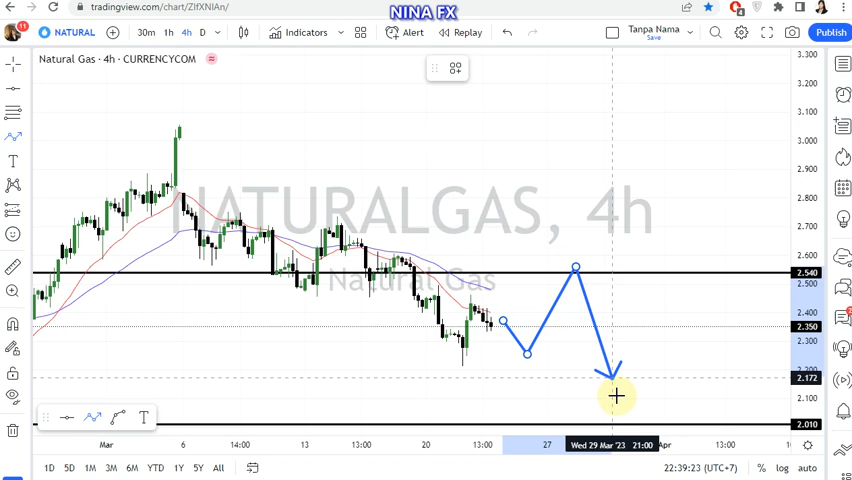 NINA FX
tradingview.com/chart/ZIfXNIAn/
11
NATURAL
30m
1h
4h
D
Indicators
Alert
Replay
Tanpa Nama
Save
Publish
Natural Gas · 4h · CURRENCYCOM
NATURALGAS, 4h
Natural Gas
3.300
3.100
3.000
2.900
2.800
2.700
2.600
2.540
2.500
2.400
2.350
2.300
2.200
2.172
2.100
2.010
T
Mar
6
14:00
13
13:00
20
13:00
27
Wed 29 Mar '23 21:00
Apr
13:00
1D
5D
1M
3M
6M
YTD
1Y
5Y
All
22:39:23 (UTC+7)
%
log
auto